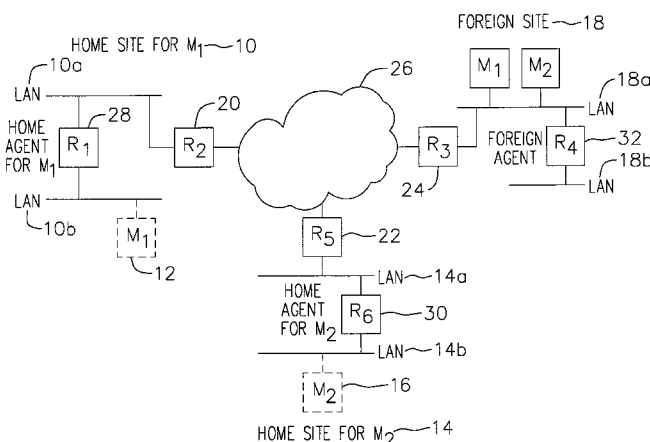 HOME SITE FOR M1 10
10a
LAN
28
HOME
AGENT
FOR M1
R1
20
R2
LAN
10b
M1
12
26
FOREIGN SITE 18
M1
M2
18a
LAN
R3
24
FOREIGN
AGENT
R4
32
LAN
18b
R5
22
LAN 14a
HOME
AGENT
FOR M2
R6
30
LAN 14b
M2
16
HOME SITE FOR M2 14